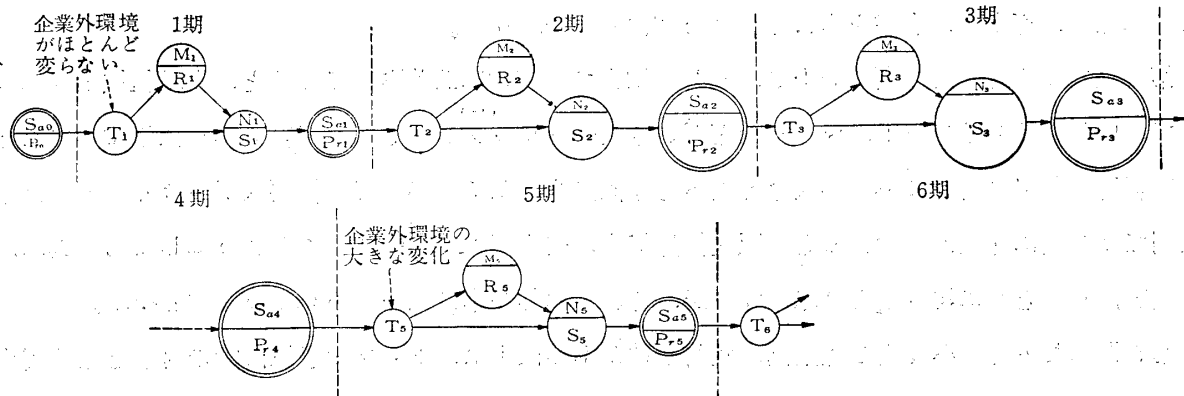 企業外環境
がほとんど
変らない
1期
2期
3期
M1
R1
M2
R2
M3
R3
Sa0
P0
T1
N1
S1
Sa1
Pr1
T2
N2
S2
Sa2
Pr2
T3
N3
S3
Sa3
Pr3
4期
5期
6期
企業外環境の
大きな変化
Sa4
Pr4
T5
M5
R5
N5
S5
Sa5
Pr5
T6